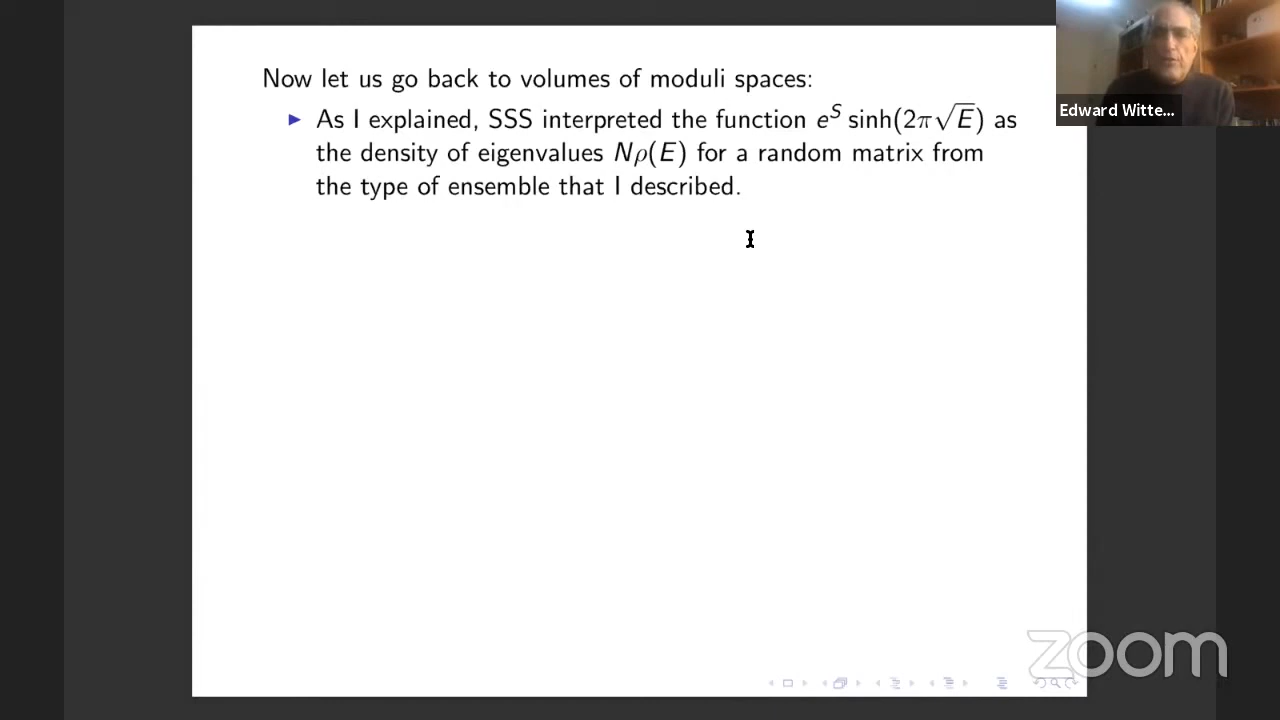 Now let us go back to volumes of moduli spaces:
▶ As I explained, SSS interpreted the function e^S sinh(2π√E) as
the density of eigenvalues Nρ(E) for a random matrix from
the type of ensemble that I described.
Edward Witte...
zoom